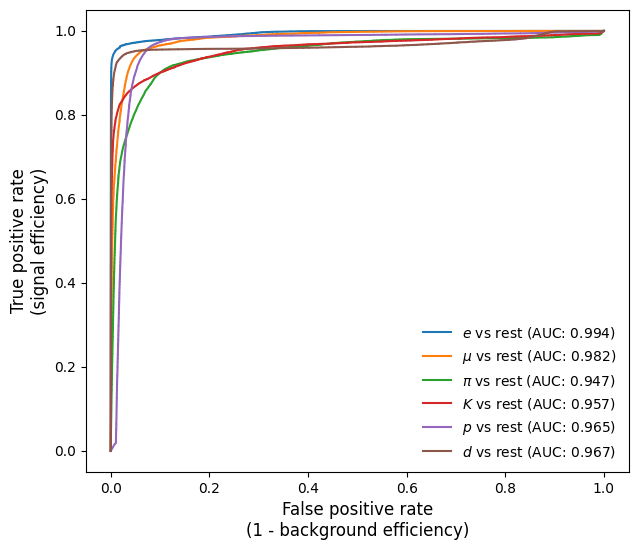 True positive rate
(signal efficiency)
1.0
0.8
0.6
0.4
0.2
0.0
e vs rest (AUC: 0.994)
μ vs rest (AUC: 0.982)
π vs rest (AUC: 0.947)
K vs rest (AUC: 0.957)
p vs rest (AUC: 0.965)
d vs rest (AUC: 0.967)
0.0 0.2 0.4 0.6 0.8 1.0
False positive rate
(1 - background efficiency)